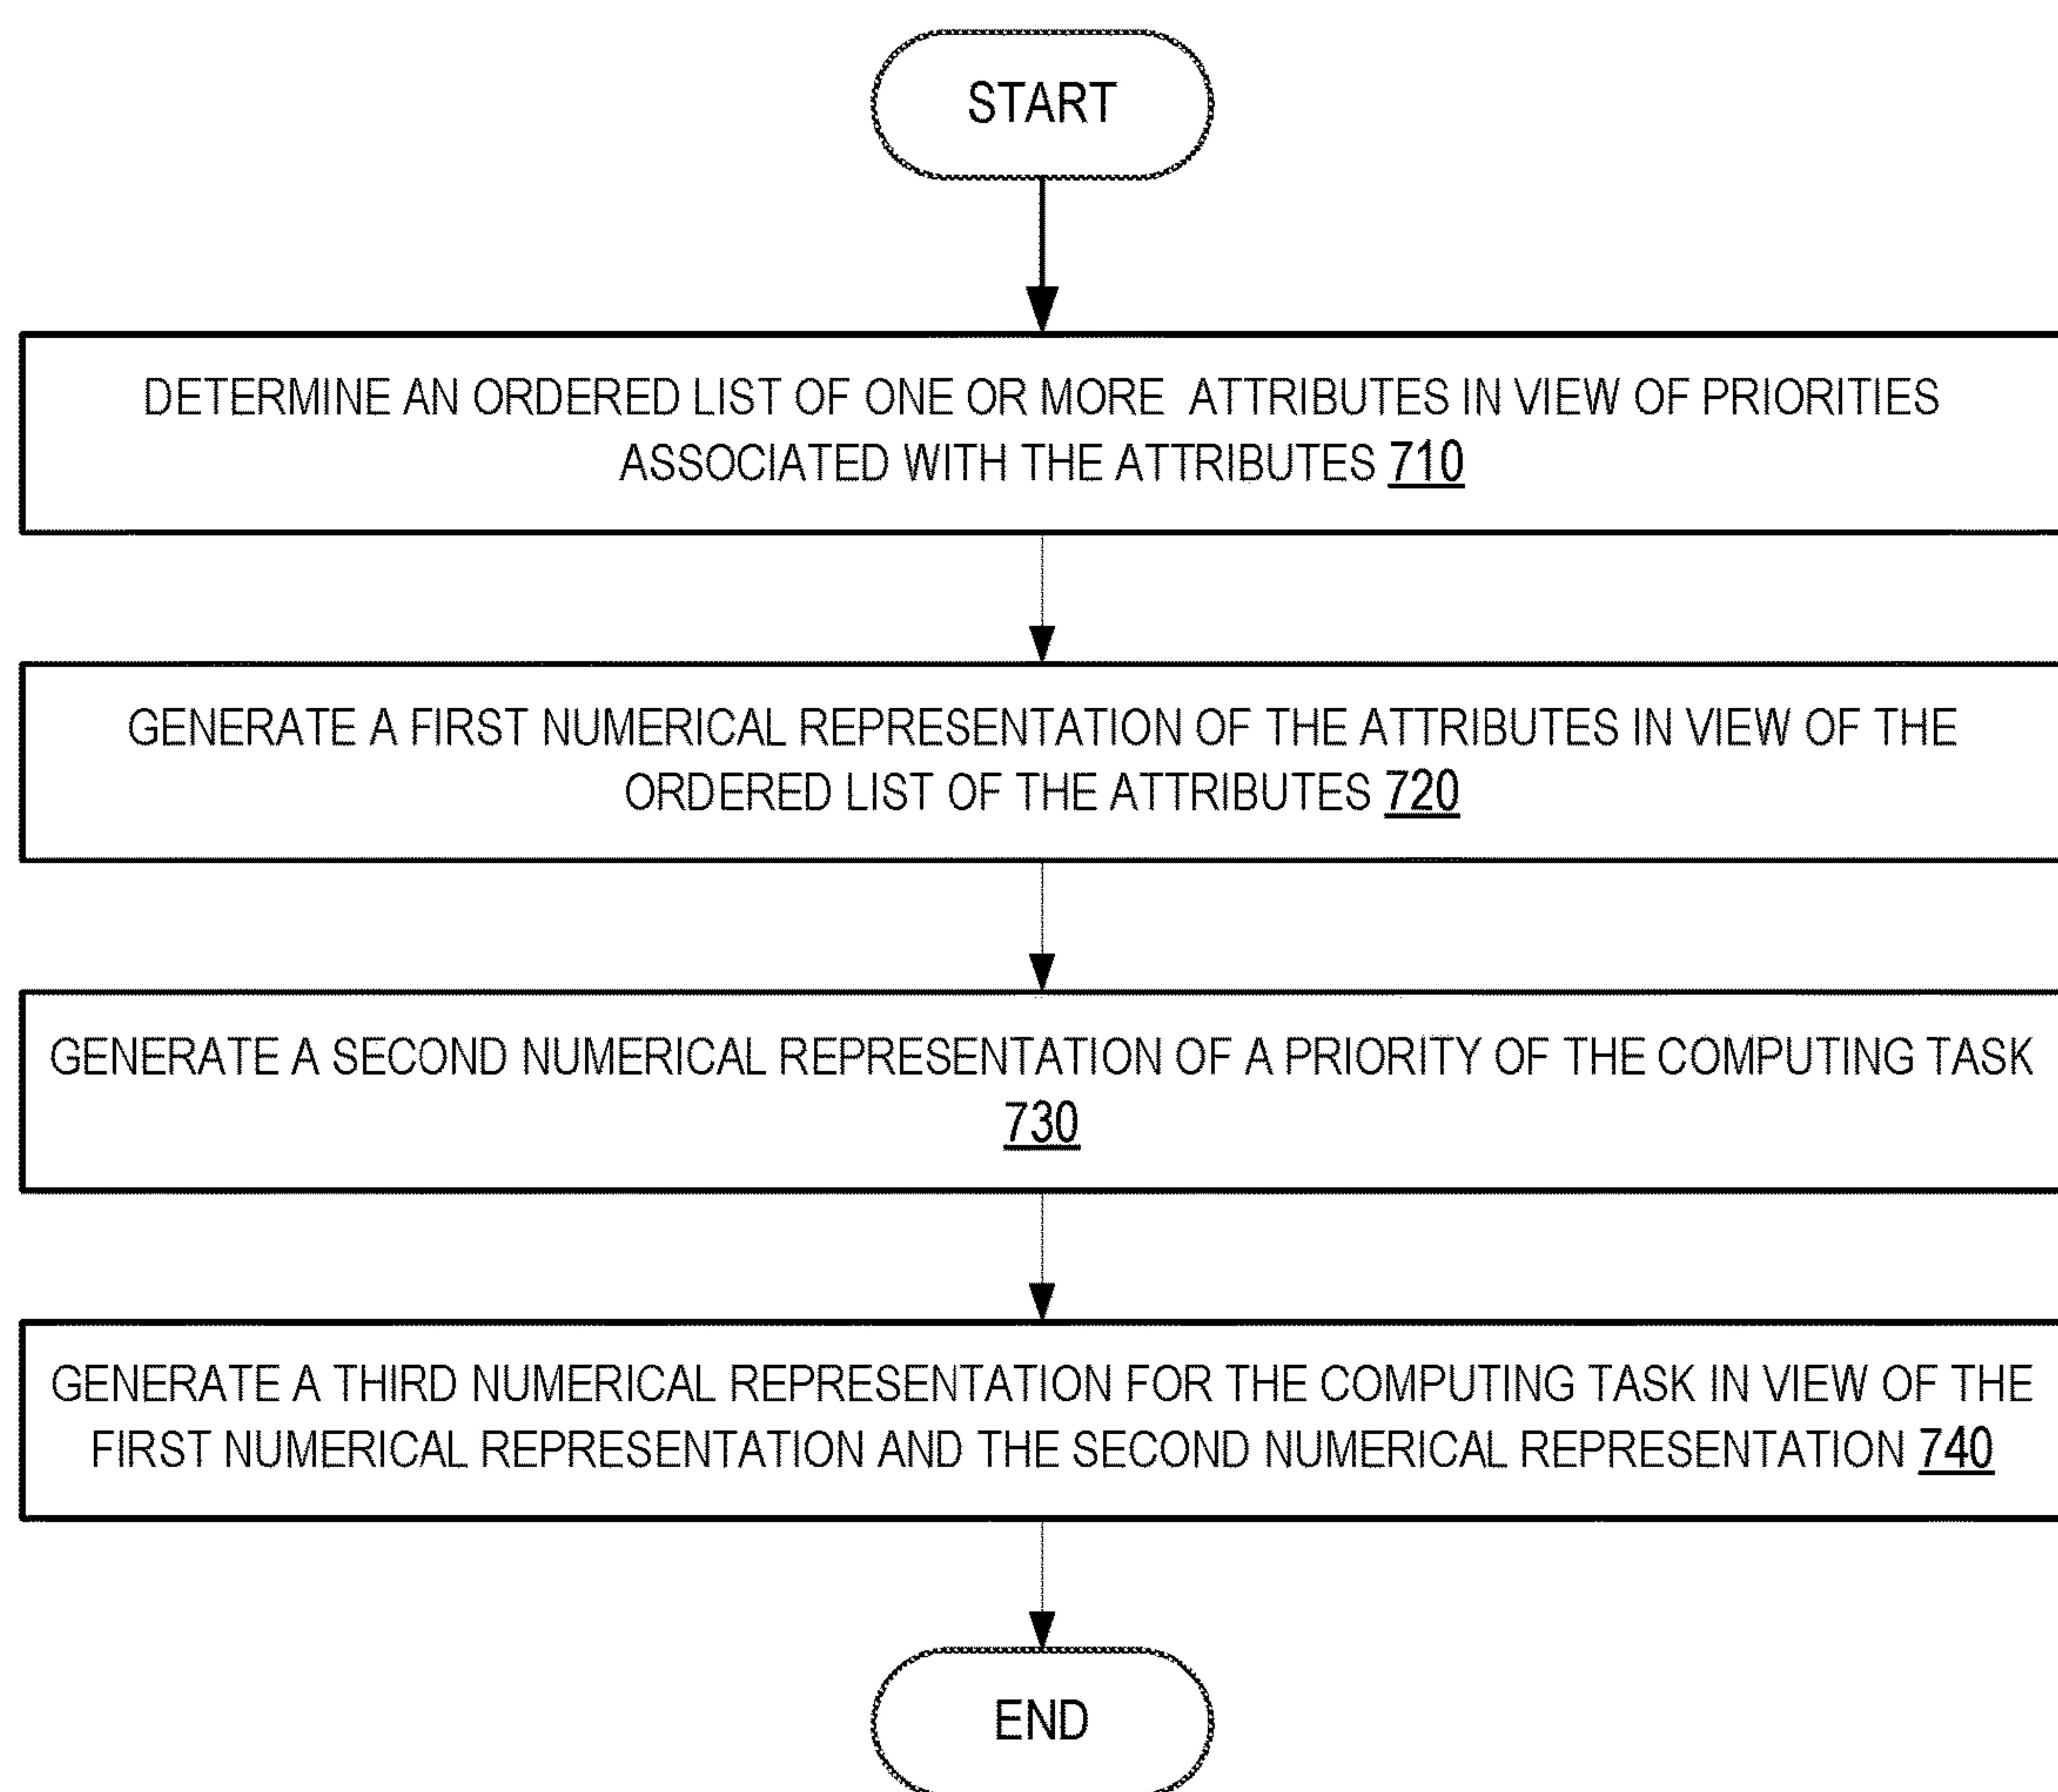 START
DETERMINE AN ORDERED LIST OF ONE OR MORE ATTRIBUTES IN VIEW OF PRIORITIES
ASSOCIATED WITH THE ATTRIBUTES 710
GENERATE A FIRST NUMERICAL REPRESENTATION OF THE ATTRIBUTES IN VIEW OF THE
ORDERED LIST OF THE ATTRIBUTES 720
GENERATE A SECOND NUMERICAL REPRESENTATION OF A PRIORITY OF THE COMPUTING TASK
730
GENERATE A THIRD NUMERICAL REPRESENTATION FOR THE COMPUTING TASK IN VIEW OF THE
FIRST NUMERICAL REPRESENTATION AND THE SECOND NUMERICAL REPRESENTATION 740
END